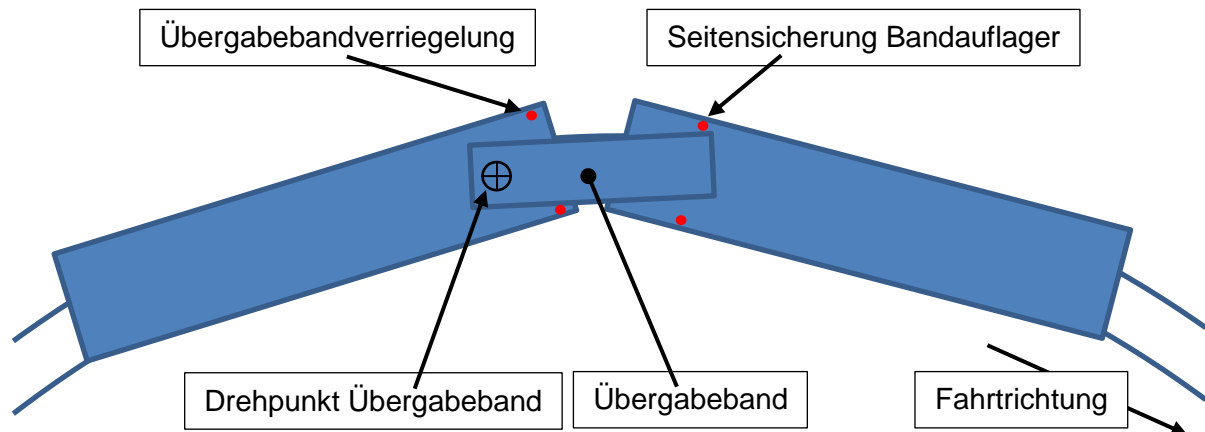 Übergabebandverriegelung
Seitensicherung Bandauflager
Drehpunkt Übergabeband
Übergabeband
Fahrtrichtung